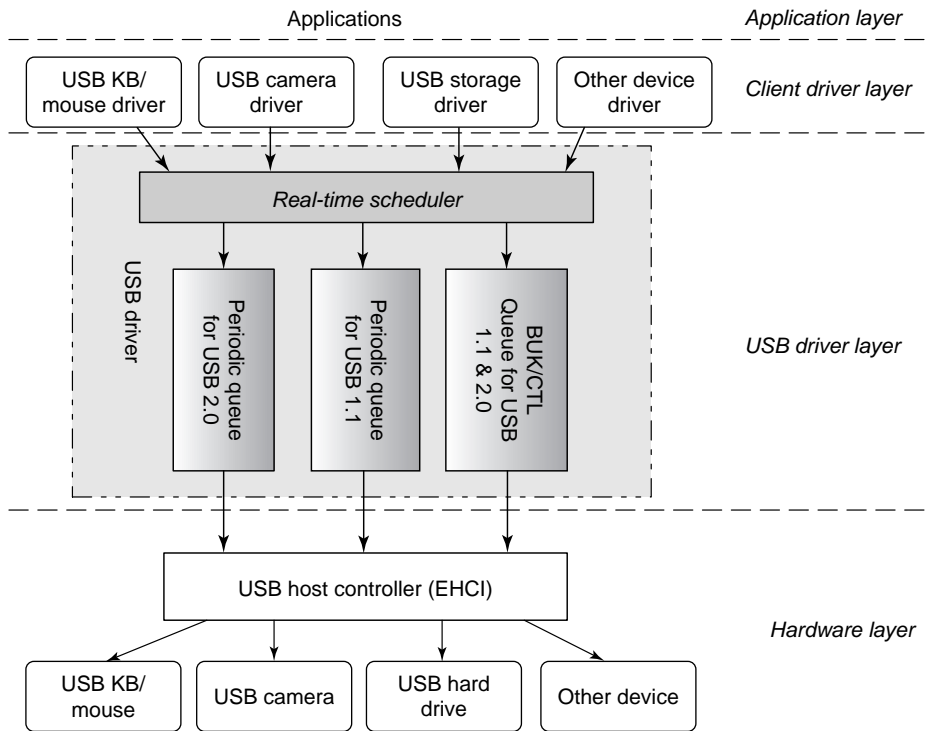 Applications
Application layer
USB KB/
mouse driver
USB camera
driver
USB storage
driver
Other device
driver
Client driver layer
Real-time scheduler
USB driver
Periodic queue
for USB 2.0
Periodic queue
for USB 1.1
BUK/CTL
Queue for USB
1.1 & 2.0
USB driver layer
USB host controller (EHCI)
Hardware layer
USB KB/
mouse
USB camera
USB hard
drive
Other device